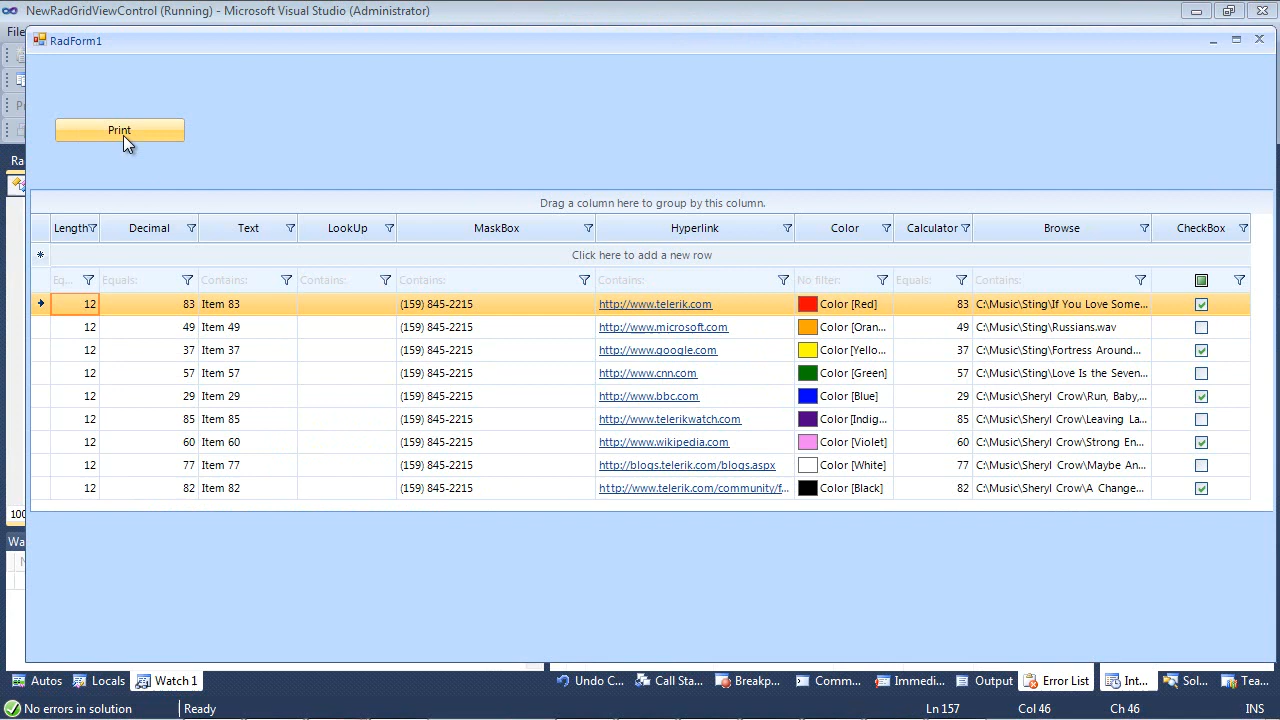 NewRadGridViewControl (Running) - Microsoft Visual Studio (Administrator)
File
RadForm1
Print
Drag a column here to group by this column.
Length Decimal Text LookUp MaskBox Hyperlink Color Calculator Browse CheckBox
Click here to add a new row
Eq... Equals: Contains: Contains: Contains: Contains: No filter: Equals: Contains:
12 83 Item 83 (159) 845-2215 http://www.telerik.com Color [Red] 83 C:\Music\Sting\If You Love Some...
12 49 Item 49 (159) 845-2215 http://www.microsoft.com Color [Oran... 49 C:\Music\Sting\Russians.wav
12 37 Item 37 (159) 845-2215 http://www.google.com Color [Yello... 37 C:\Music\Sting\Fortress Around...
12 57 Item 57 (159) 845-2215 http://www.cnn.com Color [Green] 57 C:\Music\Sting\Love Is the Seven...
12 29 Item 29 (159) 845-2215 http://www.bbc.com Color [Blue] 29 C:\Music\Sheryl Crow\Run, Baby,...
12 85 Item 85 (159) 845-2215 http://www.telerikwatch.com Color [Indig... 85 C:\Music\Sheryl Crow\Leaving La...
12 60 Item 60 (159) 845-2215 http://www.wikipedia.com Color [Violet] 60 C:\Music\Sheryl Crow\Strong En...
12 77 Item 77 (159) 845-2215 http://blogs.telerik.com/blogs.aspx Color [White] 77 C:\Music\Sheryl Crow\Maybe An...
12 82 Item 82 (159) 845-2215 http://www.telerik.com/community/f... Color [Black] 82 C:\Music\Sheryl Crow\A Change...
Ra
100
Wa
Autos Locals Watch 1 Undo C... Call Sta... Breakp... Comm... Immedi... Output Error List Int... Sol... Tea...
No errors in solution Ready Ln 157 Col 46 Ch 46 INS